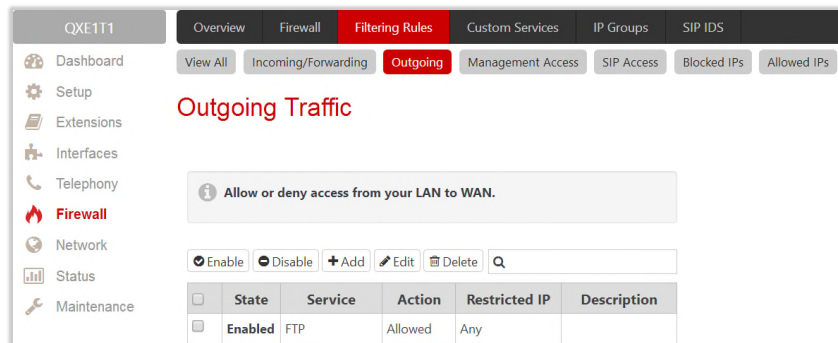 QXE1T1
Overview Firewall Filtering Rules Custom Services IP Groups SIP IDS
View All Incoming/Forwarding Outgoing Management Access SIP Access Blocked IPs Allowed IPs
Dashboard
Setup
Extensions
Interfaces
Telephony
Firewall
Network
Status
Maintenance
Outgoing Traffic
Allow or deny access from your LAN to WAN.
Enable Disable Add Edit Delete
State Service Action Restricted IP Description
Enabled FTP Allowed Any